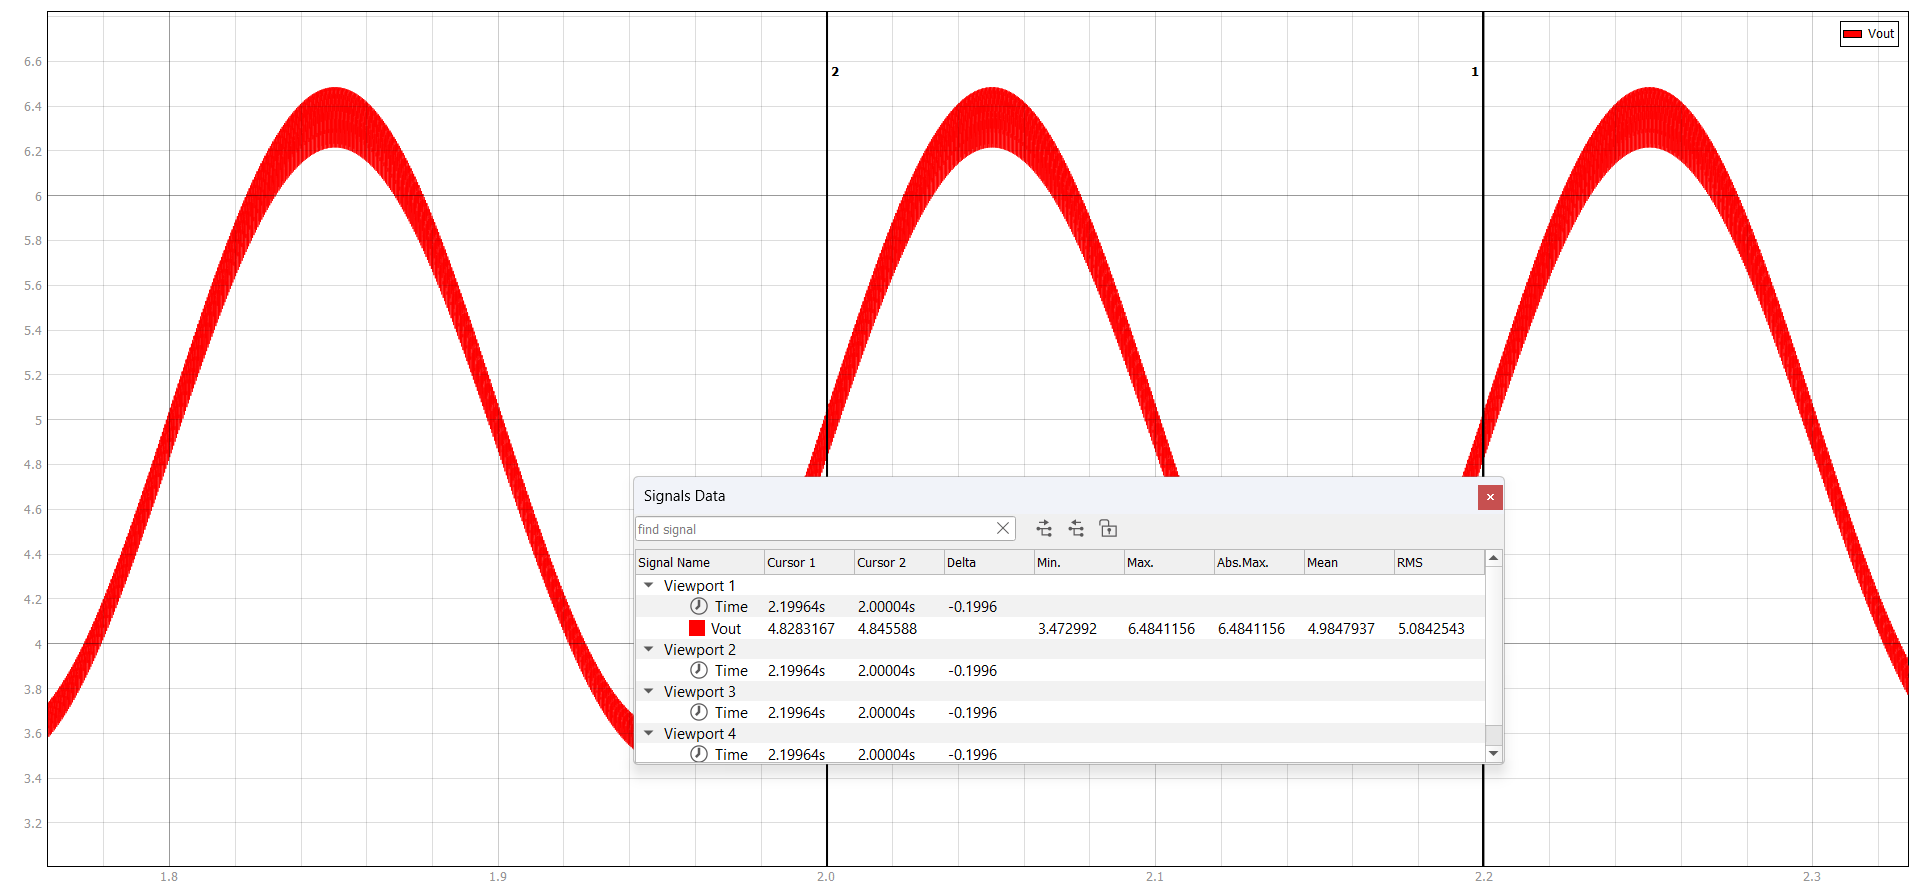 Vout
6.6
2
1
6.4
6.2
6
5.8
5.6
5.4
5.2
5
4.8
4.6
4.4
4.2
4
3.8
3.6
3.4
3.2
Signals Data
find signal
Signal Name Cursor 1 Cursor 2 Delta Min. Max. Abs.Max. Mean RMS
Viewport 1
Time 2.19964s 2.00004s -0.1996
Vout 4.8283167 4.845588 3.472992 6.4841156 6.4841156 4.9847937 5.0842543
Viewport 2
Time 2.19964s 2.00004s -0.1996
Viewport 3
Time 2.19964s 2.00004s -0.1996
Viewport 4
Time 2.19964s 2.00004s -0.1996
1.8 1.9 2.0 2.1 2.2 2.3